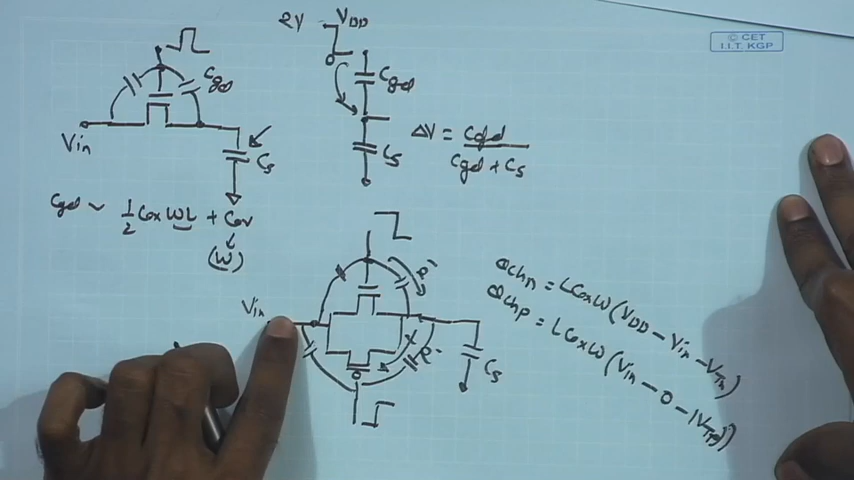 © CET
I.I.T. KGP
2V VDD
Cgd
Vin
Cs
Cgd
Cs
ΔV = Cgd / Cgd + Cs
Cgd ~ 1/2 Cox WL + Cov
(W)
Vin
e-
e-
Cs
Qchn = LCoxW(VDD - Vin - VTn)
Qchp = LCoxW(Vin - 0 - |VTp|)